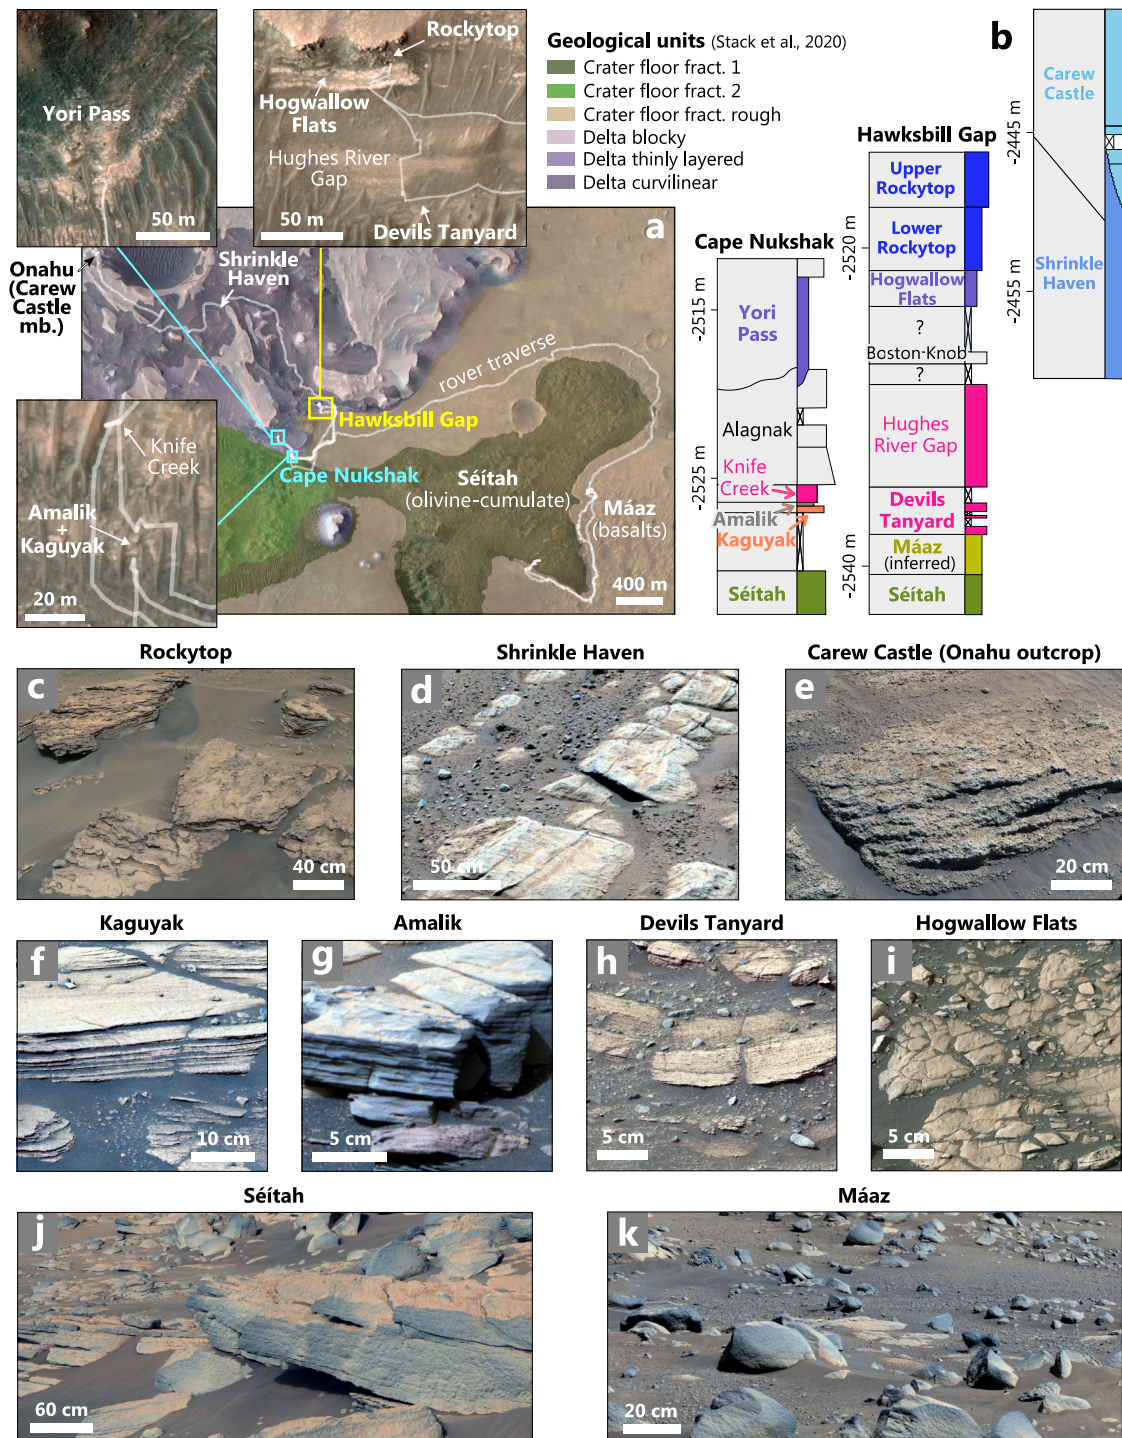 Yori Pass
50 m
Rockytop
Hogwallow
Flats
Hughes River
Gap
50 m
Devils Tanyard
Geological units (Stack et al., 2020)
Crater floor fract. 1
Crater floor fract. 2
Crater floor fract. rough
Delta blocky
Delta thinly layered
Delta curvilinear
a
Onahu
(Carew
Castle
mb.)
Shrinkle
Haven
rover traverse
Hawksbill Gap
Cape Nukshak
Séítah
(olivine-cumulate)
Máaz
(basalts)
400 m
Knife
Creek
Amalik
+
Kaguyak
20 m
b
Cape Nukshak
-2515 m
-2525 m
Yori
Pass
Alagnak
Knife
Creek
Amalik
Kaguyak
Séítah
Hawksbill Gap
-2520 m
-2540 m
Upper
Rockytop
Lower
Rockytop
Hogwallow
Flats
?
Boston-Knob
?
Hughes
River Gap
Devils
Tanyard
Máaz
(inferred)
Séítah
-2445 m
-2455 m
Carew
Castle
Shrinkle
Haven
Rockytop
c
40 cm
Shrinkle Haven
d
50 cm
Carew Castle (Onahu outcrop)
e
20 cm
Kaguyak
f
10 cm
Amalik
g
5 cm
Devils Tanyard
h
5 cm
Hogwallow Flats
i
5 cm
Séítah
j
60 cm
Máaz
k
20 cm